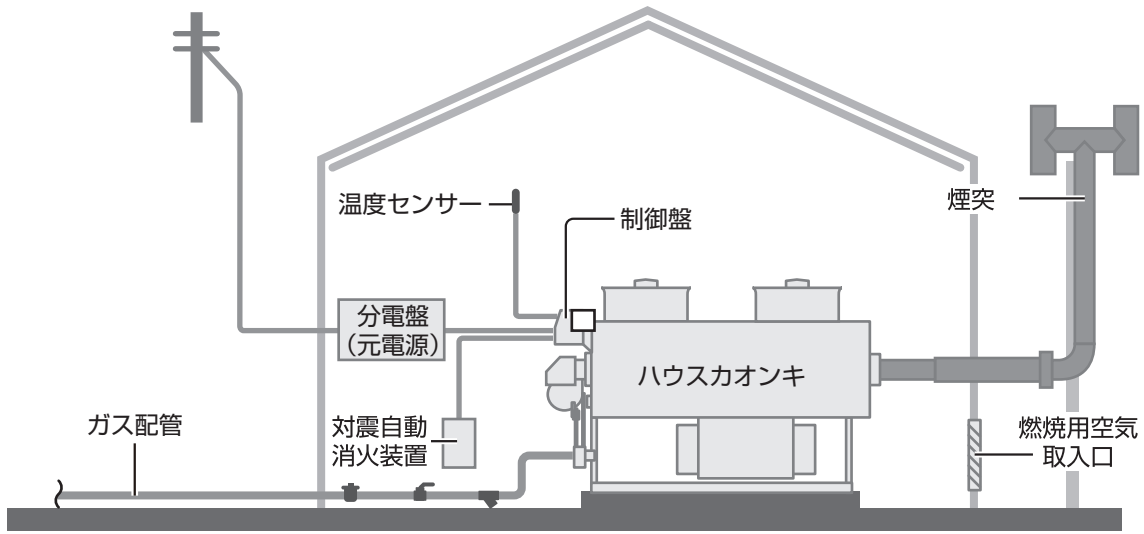 煙突
温度センサー
制御盤
分電盤
（元電源）
ハウスカオンキ
ガス配管
対震自動
消火装置
燃焼用空気
取入口